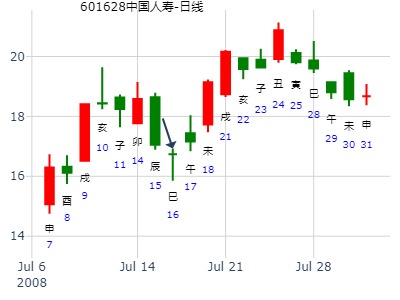 601628中国人寿-日线
20
18
16
14
申
7
酉
8
戌
9
亥
10
子
11
卯
14
辰
15
巳
16
午
17
未
18
戌
21
亥
22
子
23
丑
24
寅
25
巳
28
午
29
未
30
申
31
Jul 6
2008
Jul 14
Jul 21
Jul 28